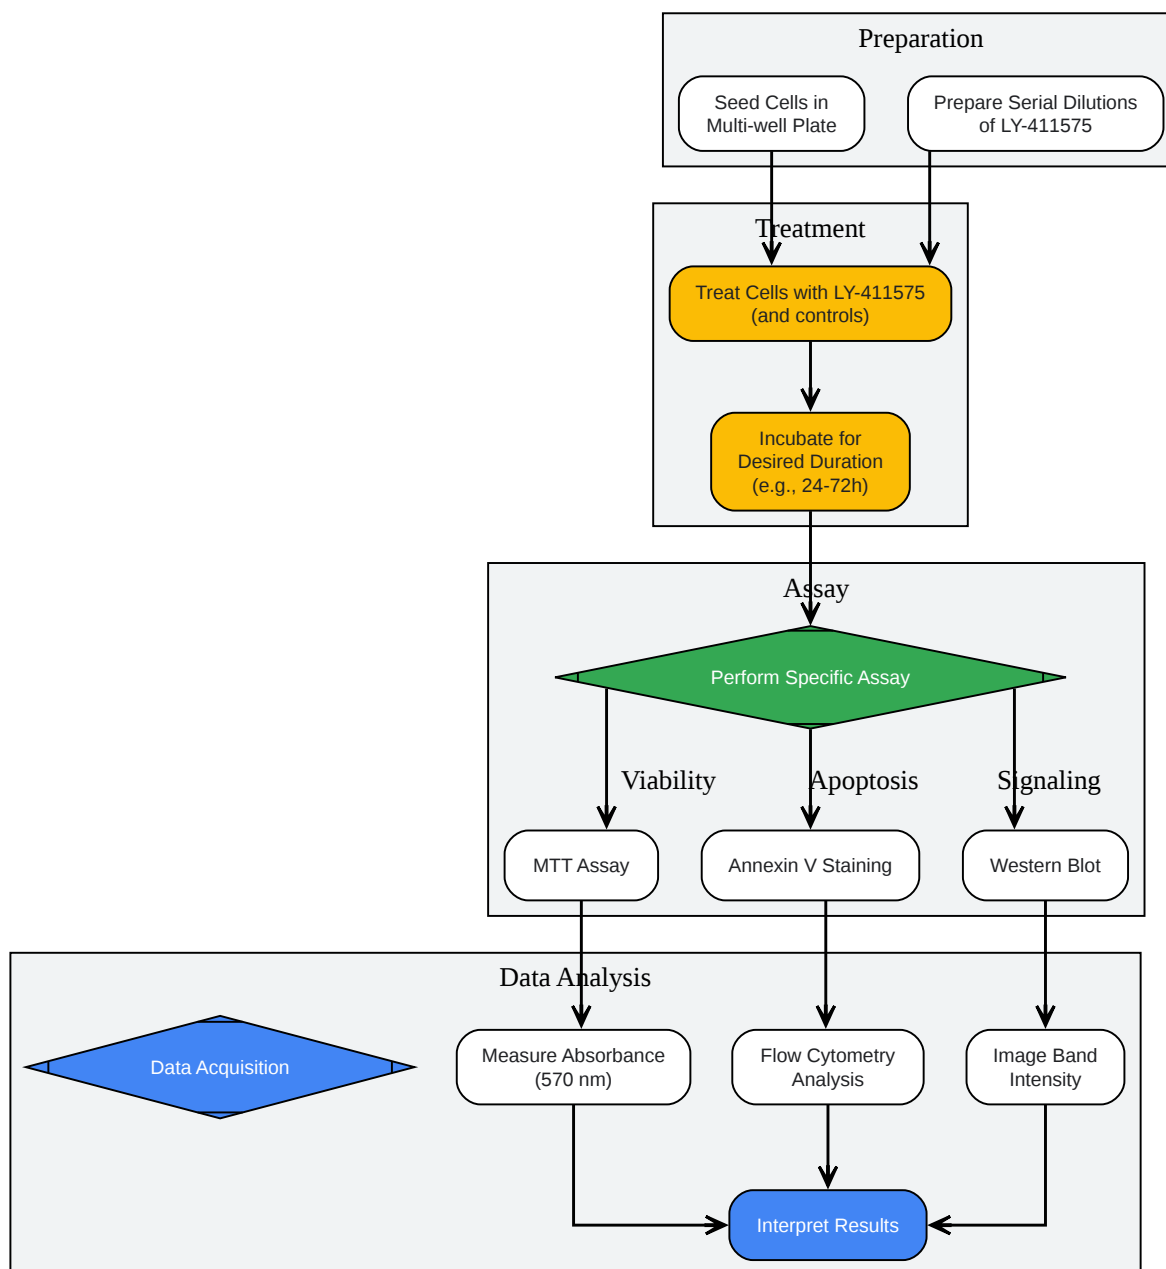 Preparation
Seed Cells in
Multi-well Plate
Prepare Serial Dilutions
of LY-411575
Treatment
Treat Cells with LY-411575
(and controls)
Incubate for
Desired Duration
(e.g., 24-72h)
Assay
Perform Specific Assay
Viability
Apoptosis
Signaling
MTT Assay
Annexin V Staining
Western Blot
Data Analysis
Data Acquisition
Measure Absorbance
(570 nm)
Flow Cytometry
Analysis
Image Band
Intensity
Interpret Results